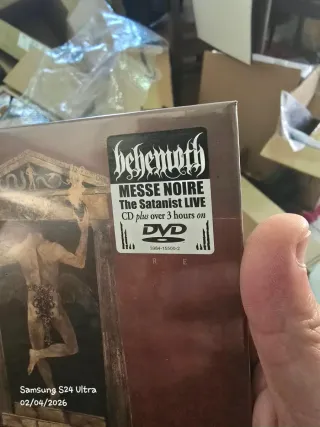 behemoth
MESSE NOIRE
The Satanist LIVE
CD plus over 3 hours on
DVD
R E
Samsung S24 Ultra
02/04/2026